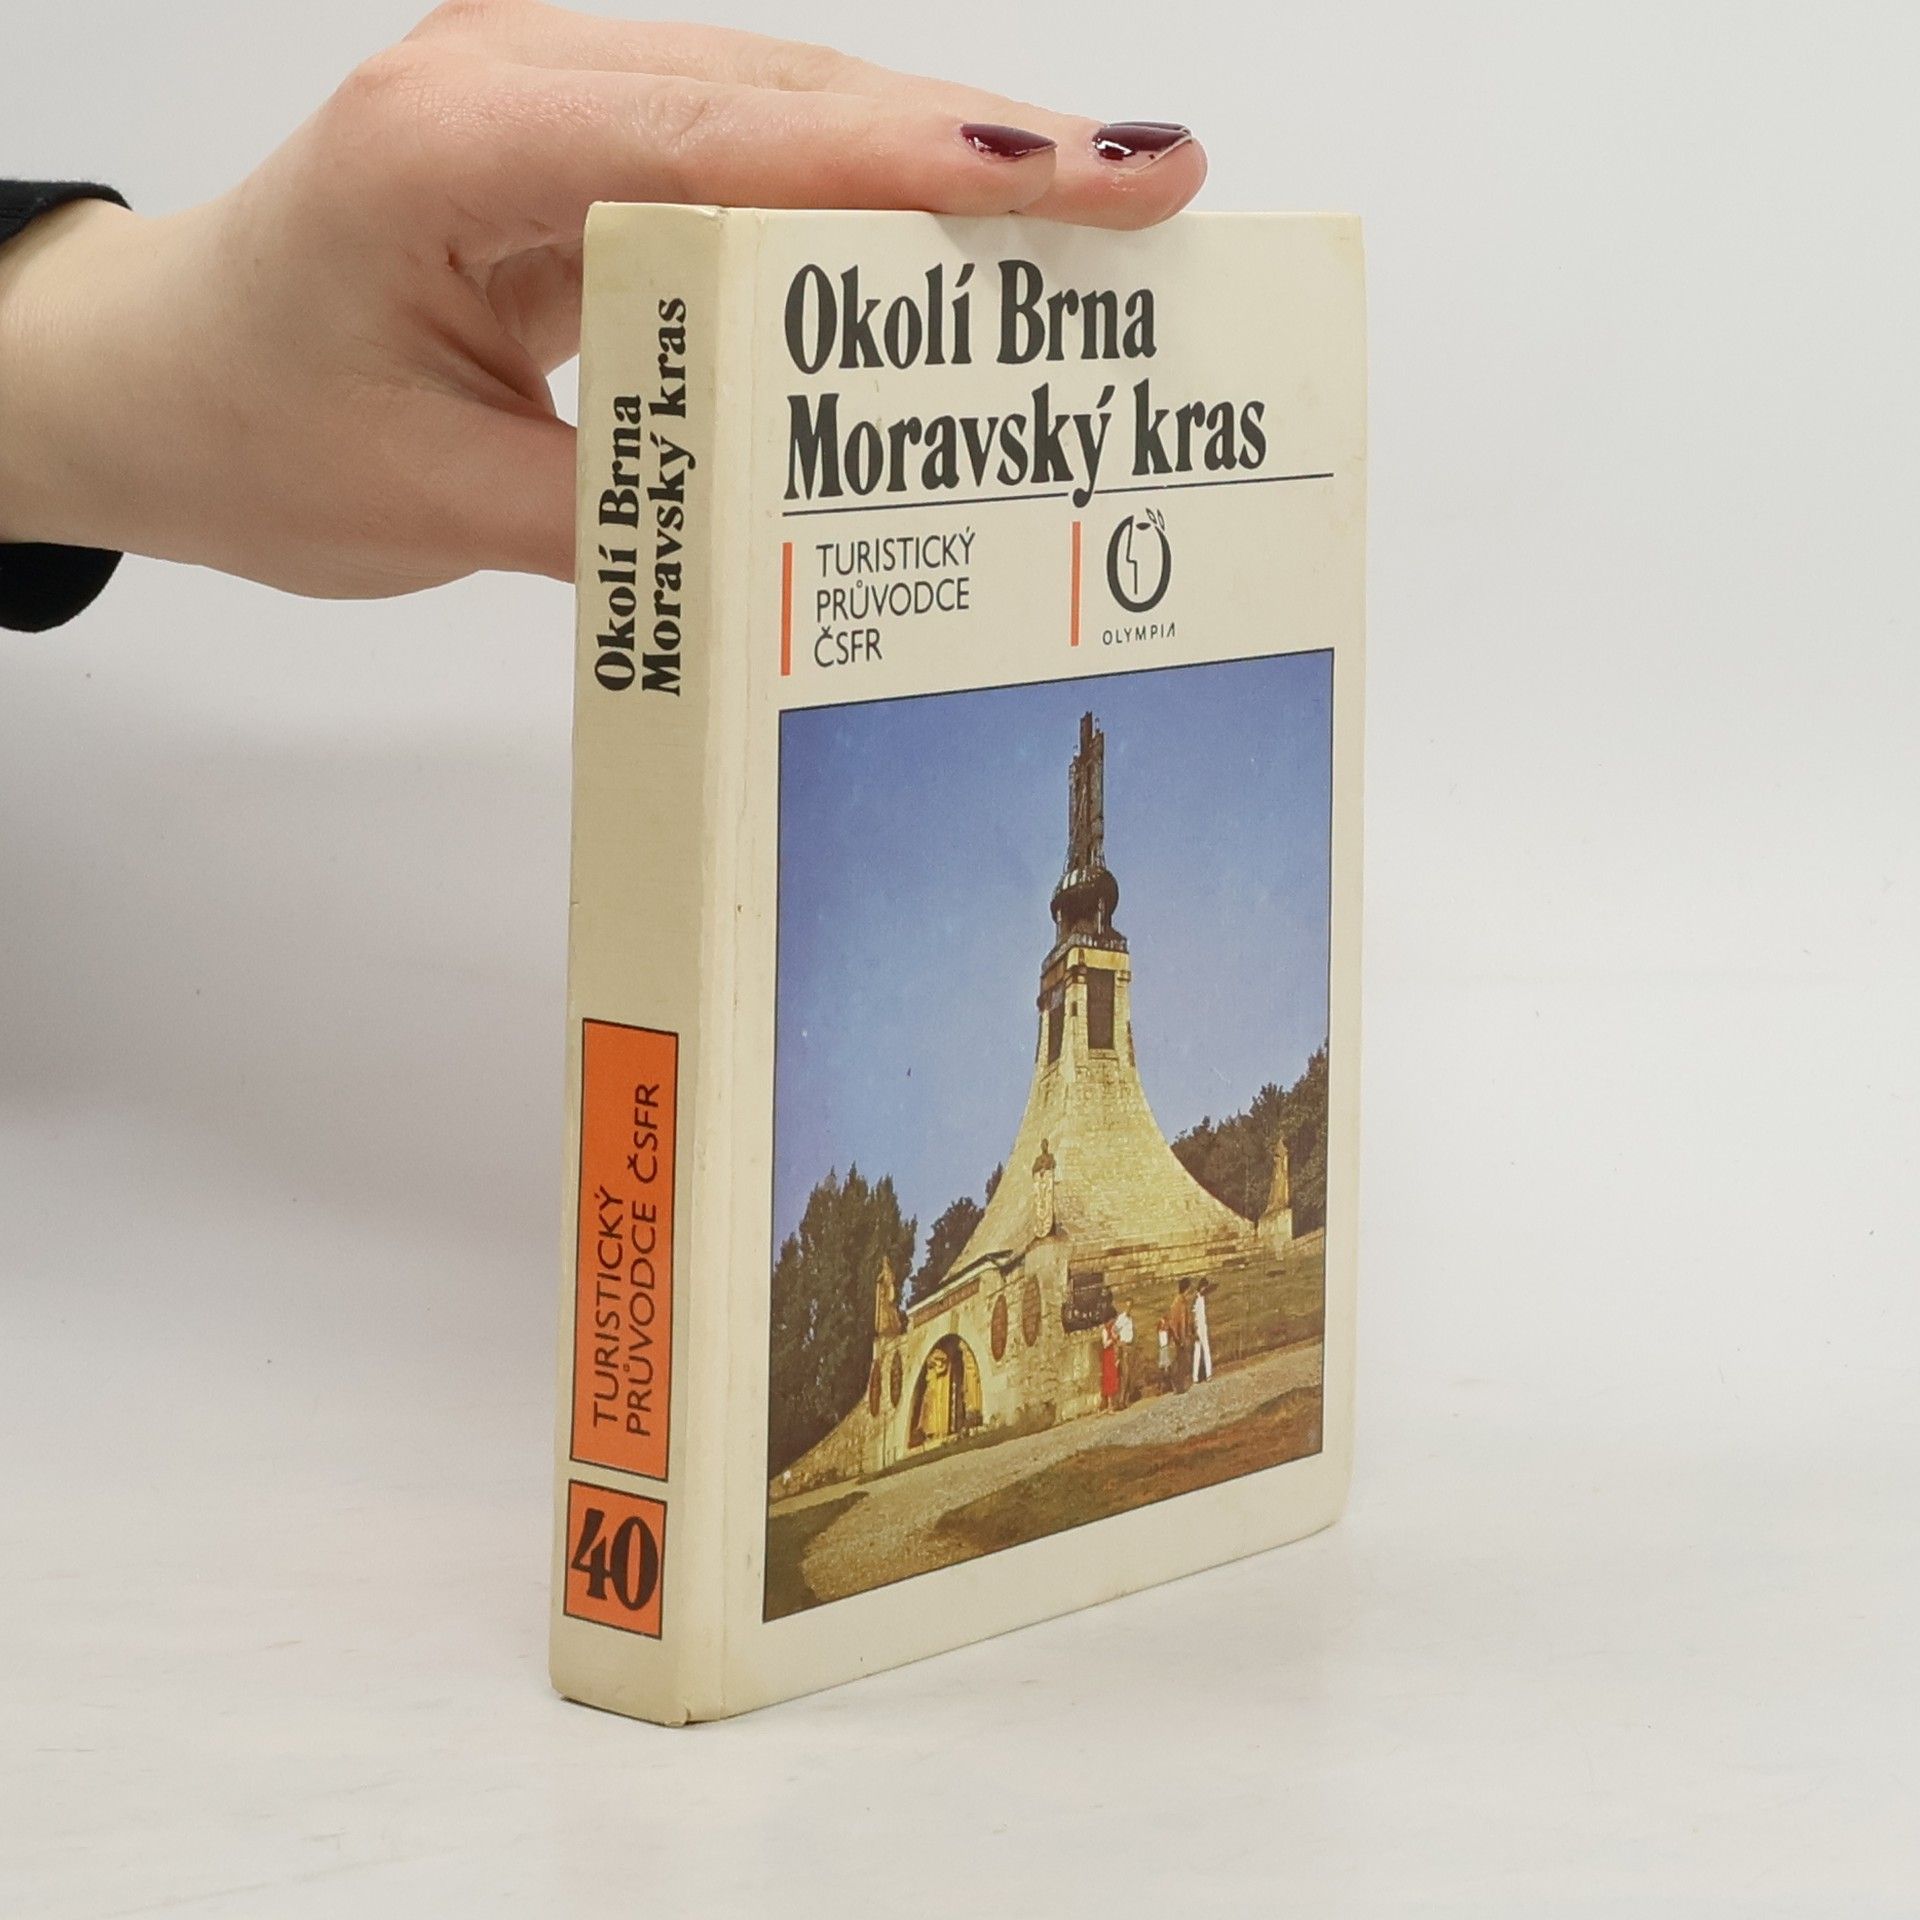 Okolí Brna
Moravský kras
TURISTICKÝ
PRŮVODCE
ČSFR
OLYMPIA
Okolí Brna
Moravský kras
TURISTICKÝ
PRŮVODCE ČSFR
40